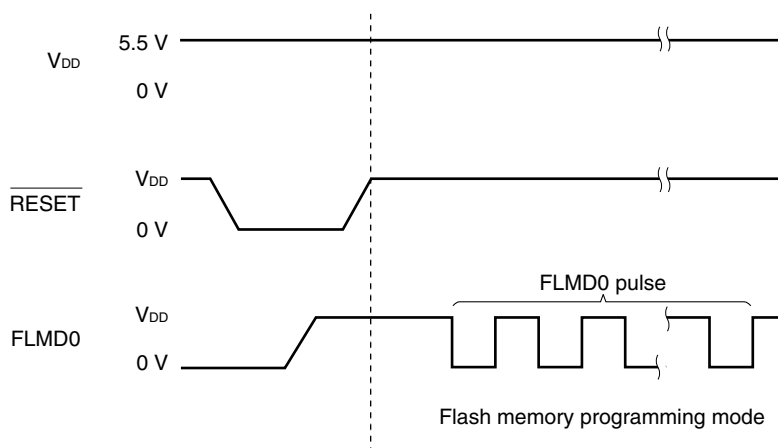 5.5 V
VDD
0 V
VDD
RESET
0 V
FLMD0 pulse
VDD
FLMD0
0 V
Flash memory programming mode